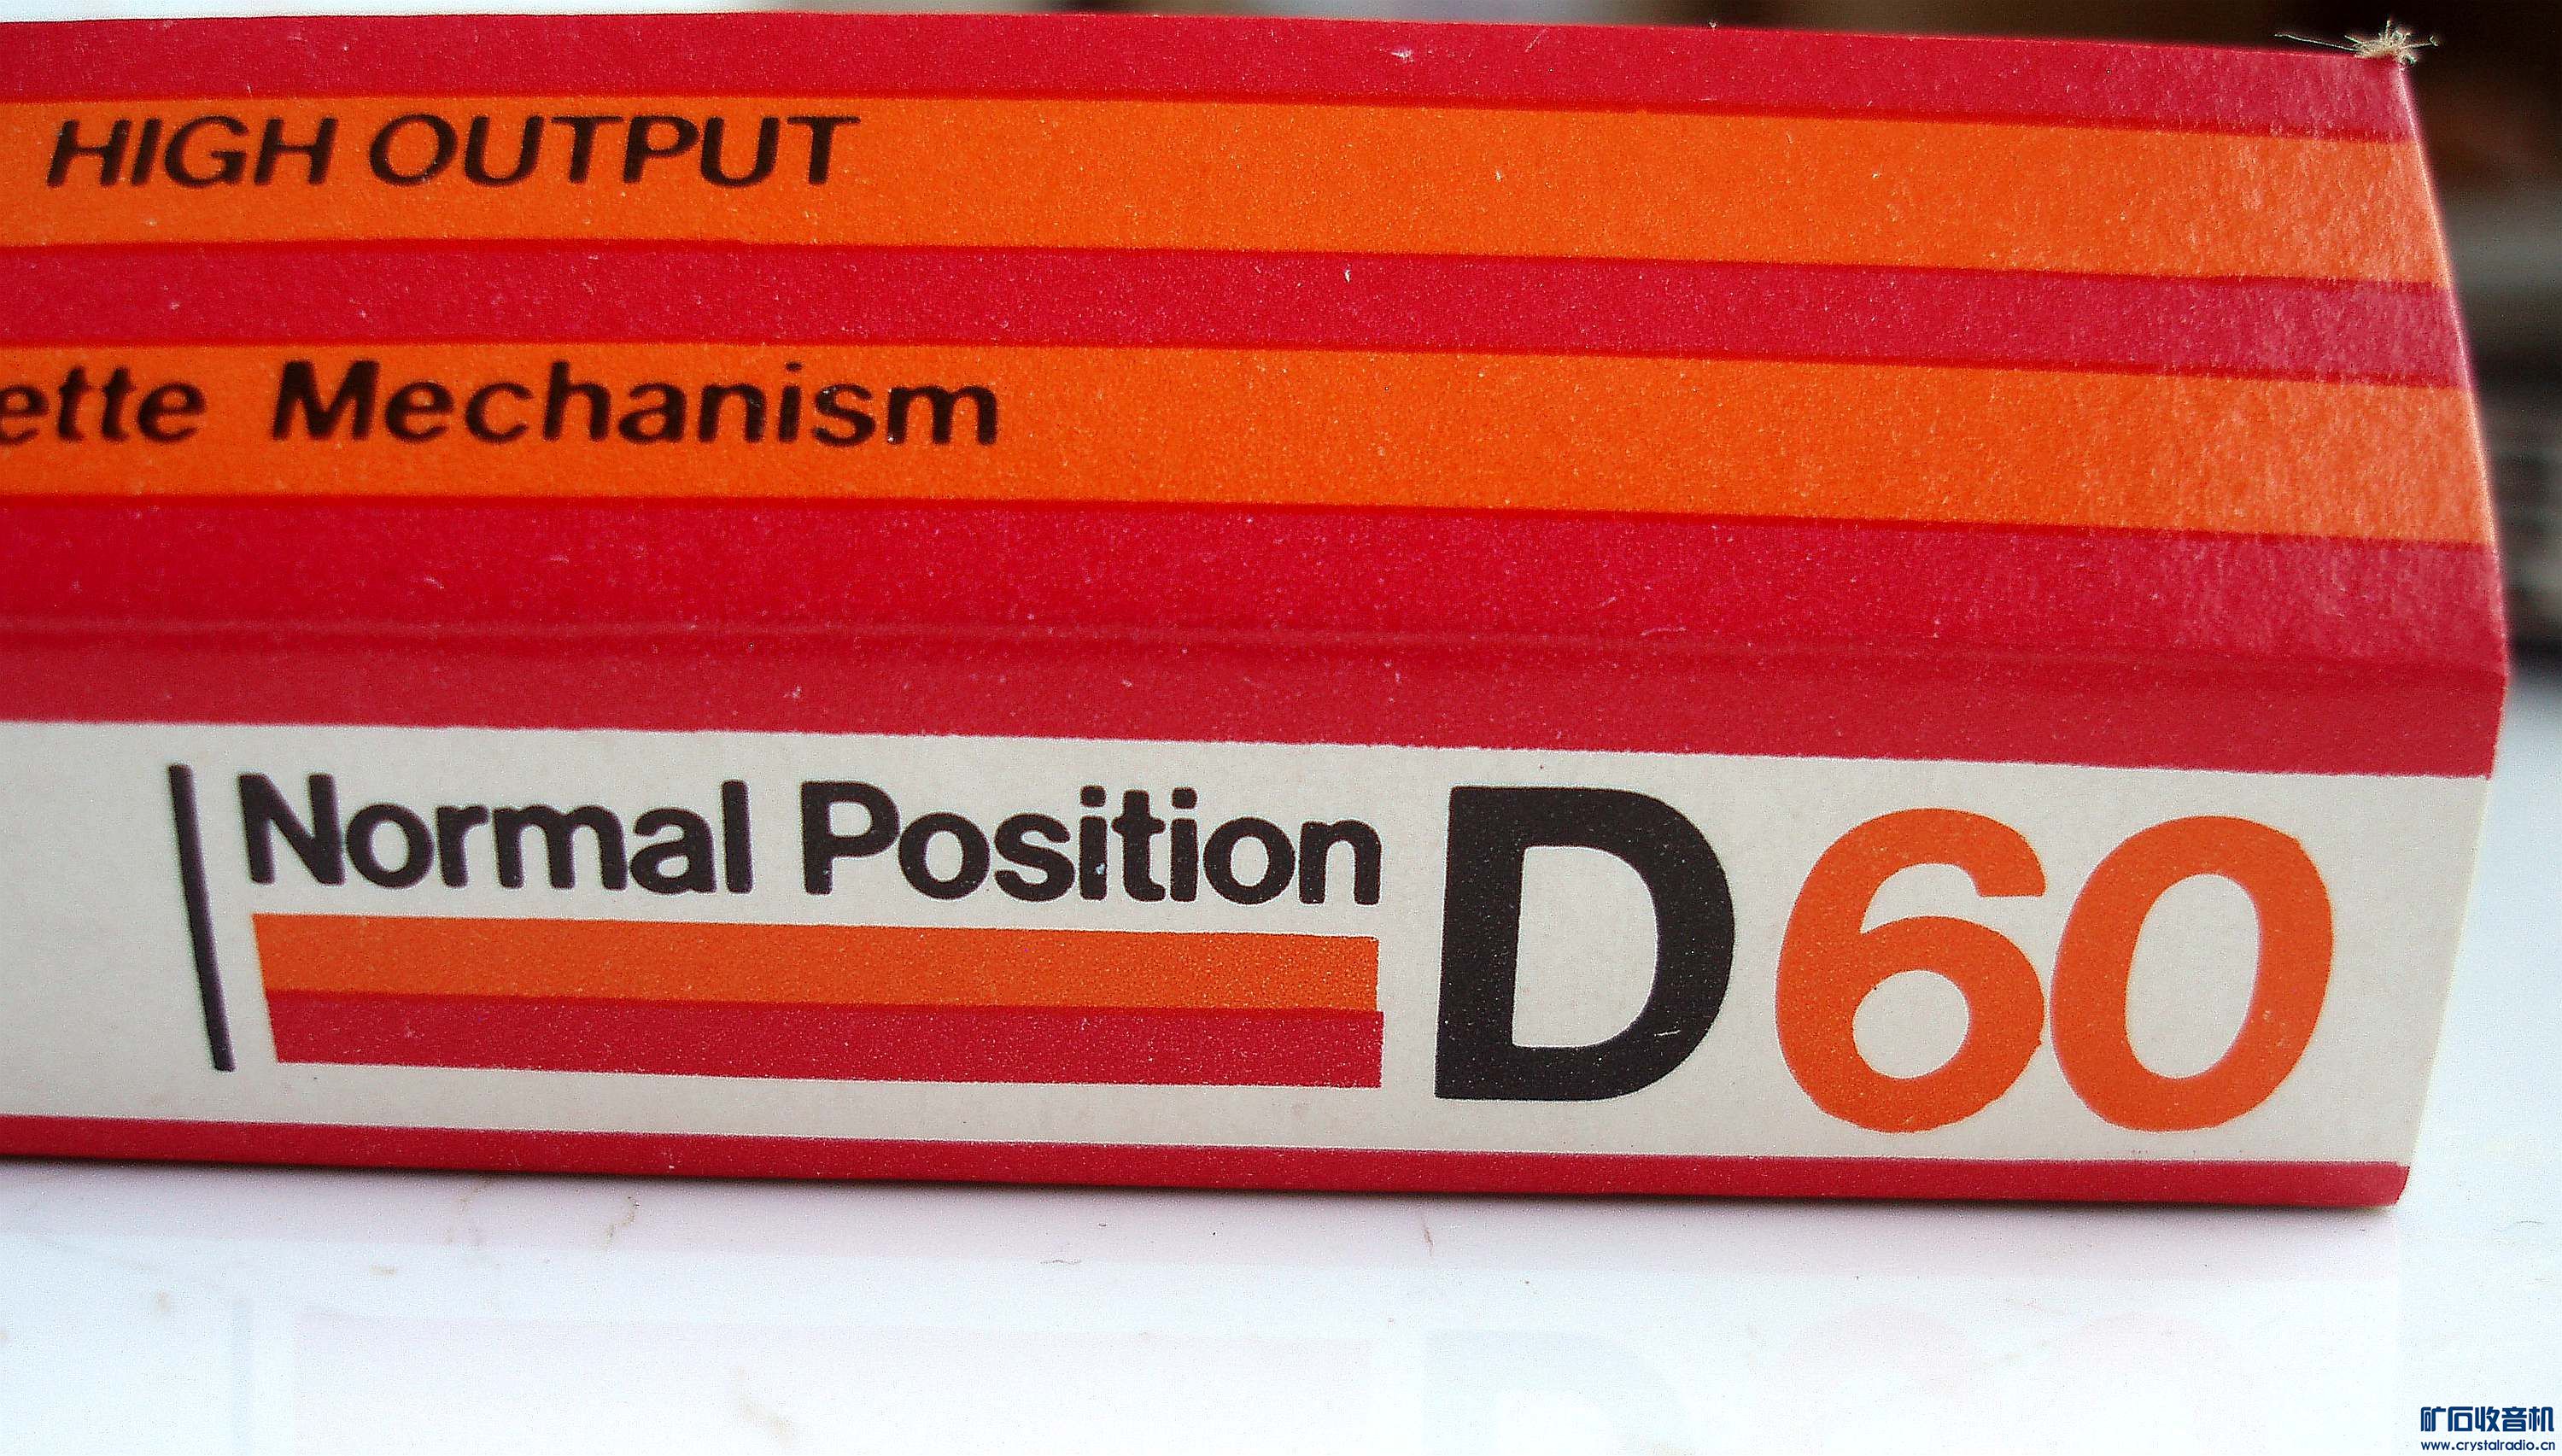 HIGH OUTPUT
ette Mechanism
Normal Position D60
矿石收音机
www.crystalradio.cn